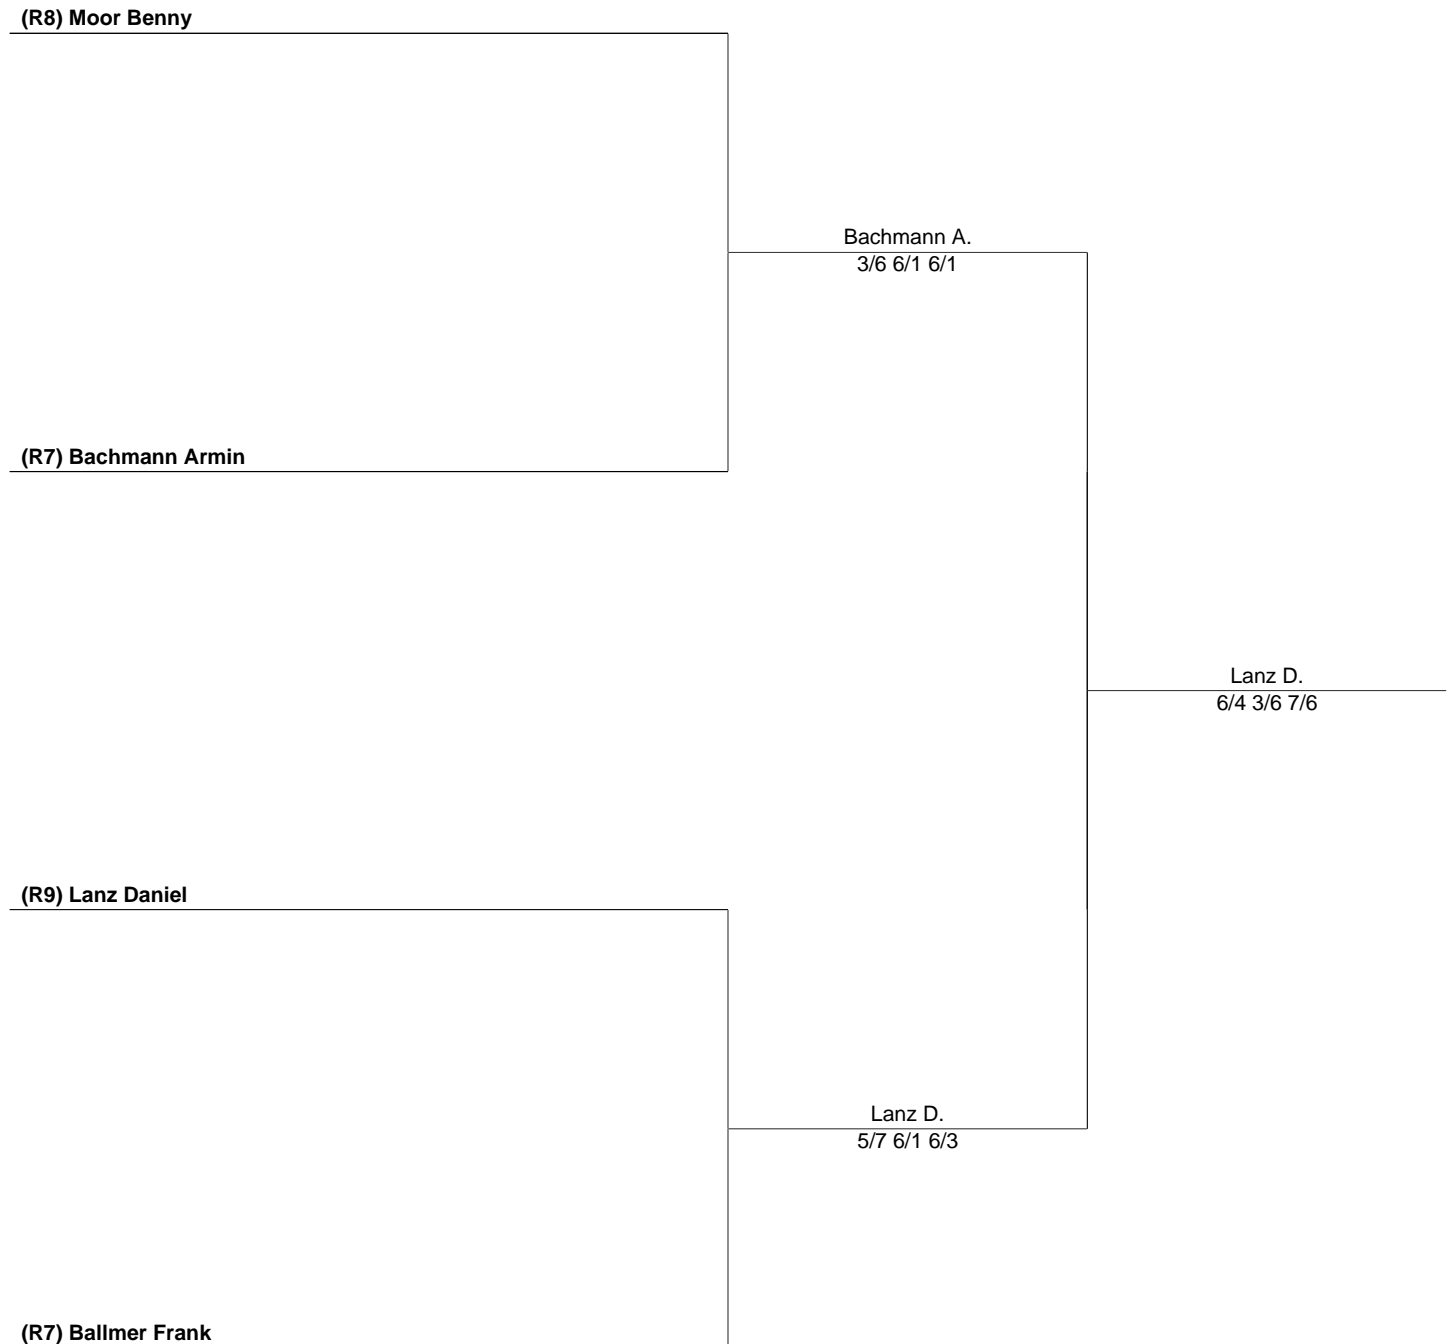 (R8) Moor Benny
Bachmann A.
3/6 6/1 6/1
(R7) Bachmann Armin
Lanz D.
6/4 3/6 7/6
(R9) Lanz Daniel
Lanz D.
5/7 6/1 6/3
(R7) Ballmer Frank